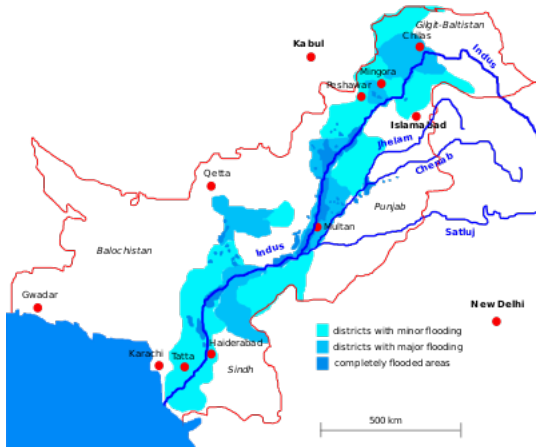 Gilgit-Baltistan
Chilas
Kabul
Indus
Mingora
Peshawar
Islamabad
Jhelam
Chenab
Qetta
Punjab
Multan
Satluj
Indus
Balochistan
Gwadar
New Delhi
districts with minor flooding
districts with major flooding
completely flooded areas
Haiderabad
Karachi
Tatta
Sindh
500 km